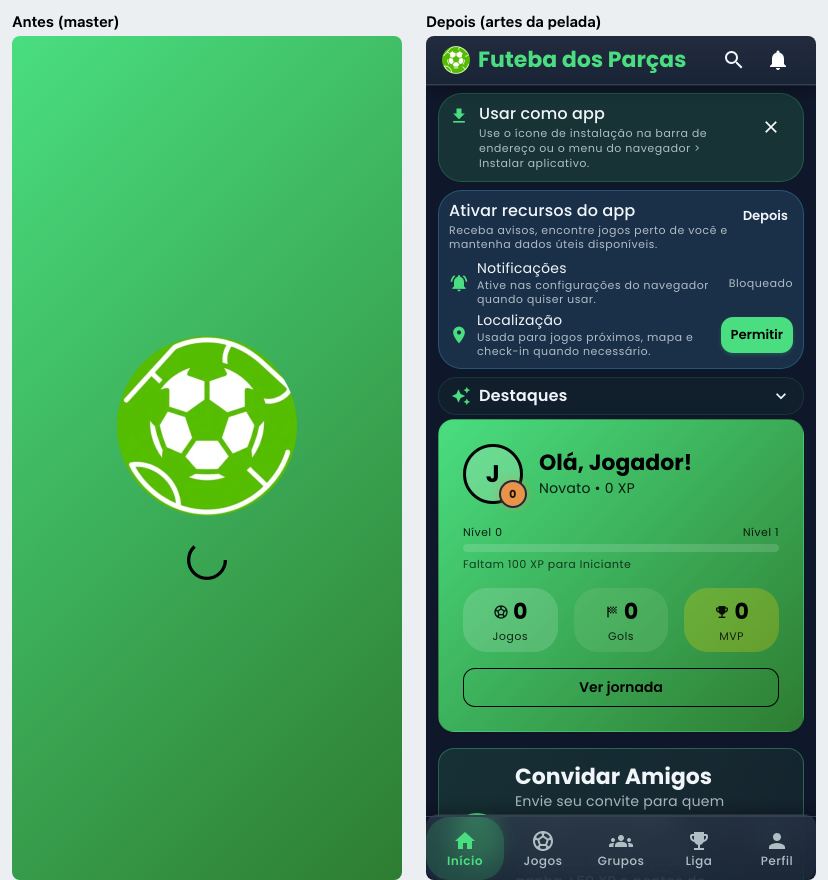 Antes (master)
Depois (artes da pelada)
Futeba dos Parças
Usar como app
Use o ícone de instalação na barra de
endereço ou o menu do navegador >
Instalar aplicativo.
Ativar recursos do app
Depois
Receba avisos, encontre jogos perto de você e
mantenha dados úteis disponíveis.
Notificações
Ative nas configurações do navegador
quando quiser usar.
Bloqueado
Localização
Usada para jogos próximos, mapa e
check-in quando necessário.
Permitir
Destaques
J
0
Olá, Jogador!
Novato • 0 XP
Nível 0
Nível 1
Faltam 100 XP para Iniciante
0
Jogos
0
Gols
0
MVP
Ver jornada
Convidar Amigos
Envie seu convite para quem
Início
Jogos
Grupos
Liga
Perfil